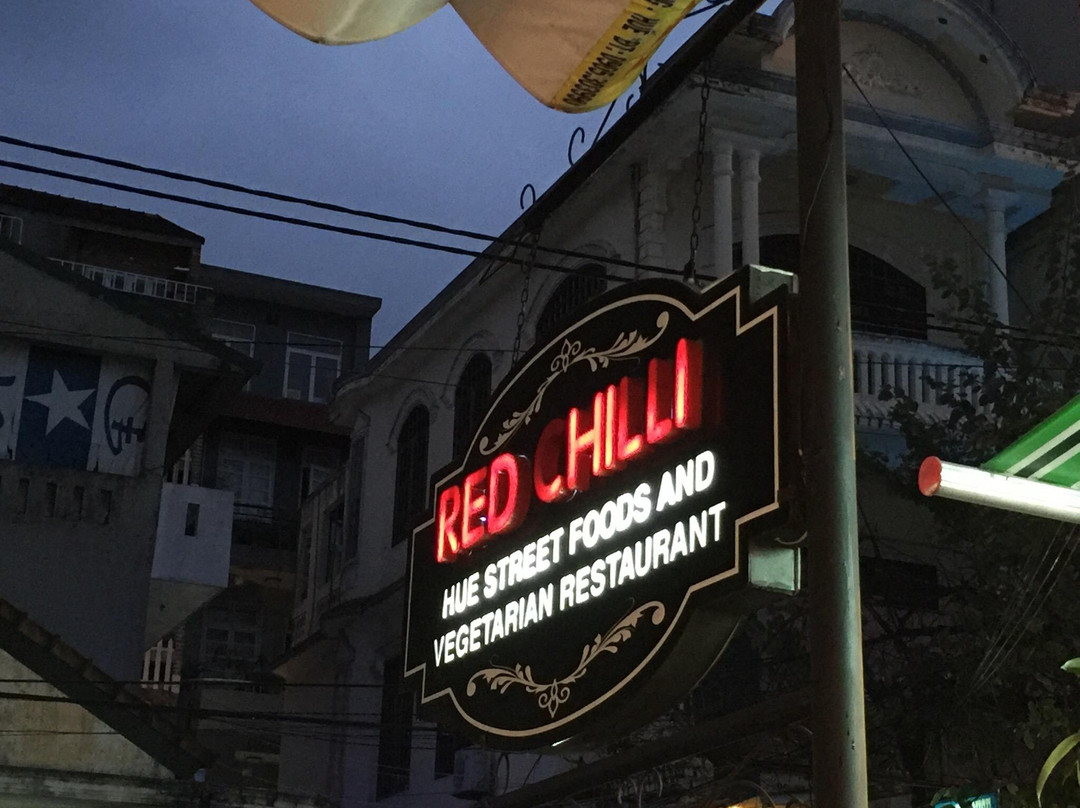 RED CHILLI
HUE STREET FOODS AND
VEGETARIAN RESTAURANT